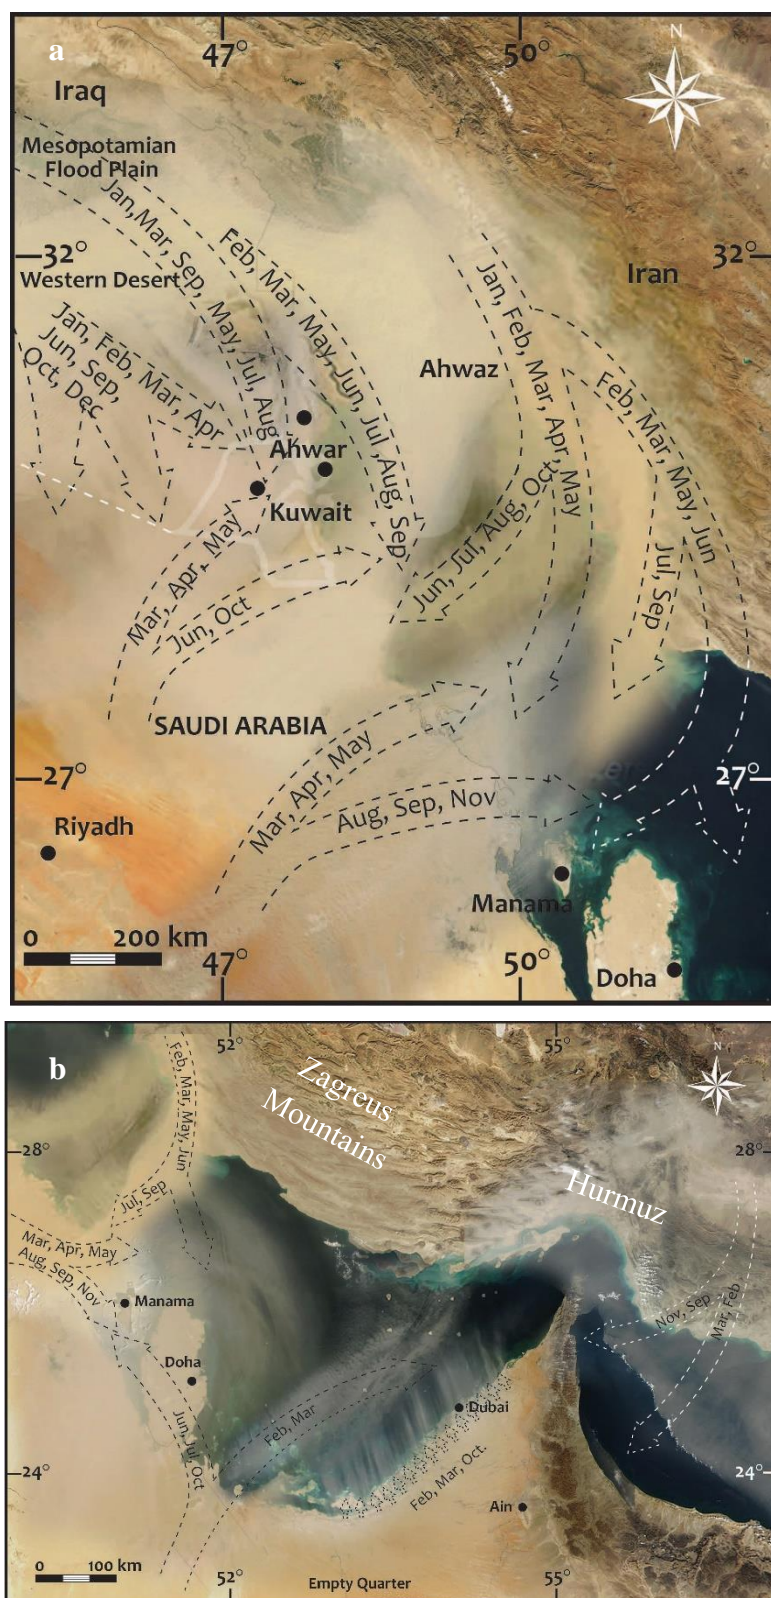 a
47°
50°
N
Iraq
Mesopotamian
Flood Plain
32°
Western Desert
Iran
32°
Jan, Mar, Sep, May, Jul, Aug
Feb, Mar, May, Jun, Jul, Aug, Sep
Jan, Feb, Mar, Apr
Jun, Sep,
Oct, Dec
Jan, Feb, Mar, Apr, May
Feb, Mar, May, Jun
Ahwaz
Ahwar
Kuwait
Jun, Jul, Aug, Oct
Jul, Sep
Mar, Apr, May
Jun, Oct
SAUDI ARABIA
Mar, Apr, May
27°
27°
Aug, Sep, Nov
Riyadh
Manama
0 200 km
47°
50°
Doha
b
52°
55°
N
Feb, Mar, May, Jun
Zagreus
Mountains
28°
28°
Hurmuz
Jul, Sep
Mar, Apr, May
Aug, Sep, Nov
Manama
Nov, Sep
Mar, Feb
Doha
Feb, Mar
Dubai
Jun, Jul, Oct
24°
24°
Feb, Mar, Oct.
Ain
0 100 km
52°
55°
Empty Quarter